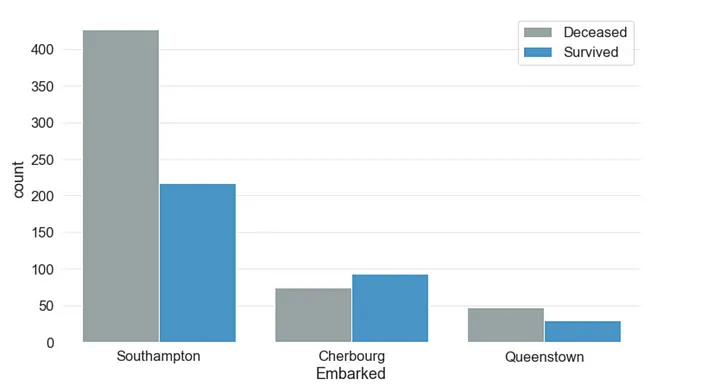 Deceased
Survived
400
350
300
250
200
150
100
50
0
count
Southampton
Cherbourg
Queenstown
Embarked